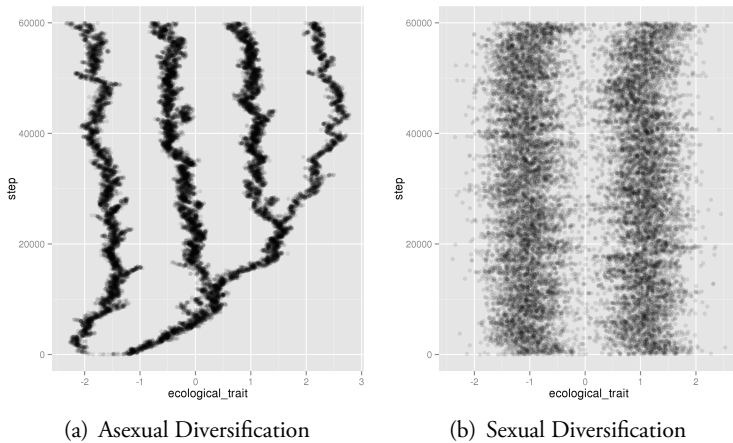 60000
40000
20000
0
step
-2 -1 0 1 2 3
ecological_trait
(a) Asexual Diversification
60000
40000
20000
0
step
-2 -1 0 1 2
ecological_trait
(b) Sexual Diversification